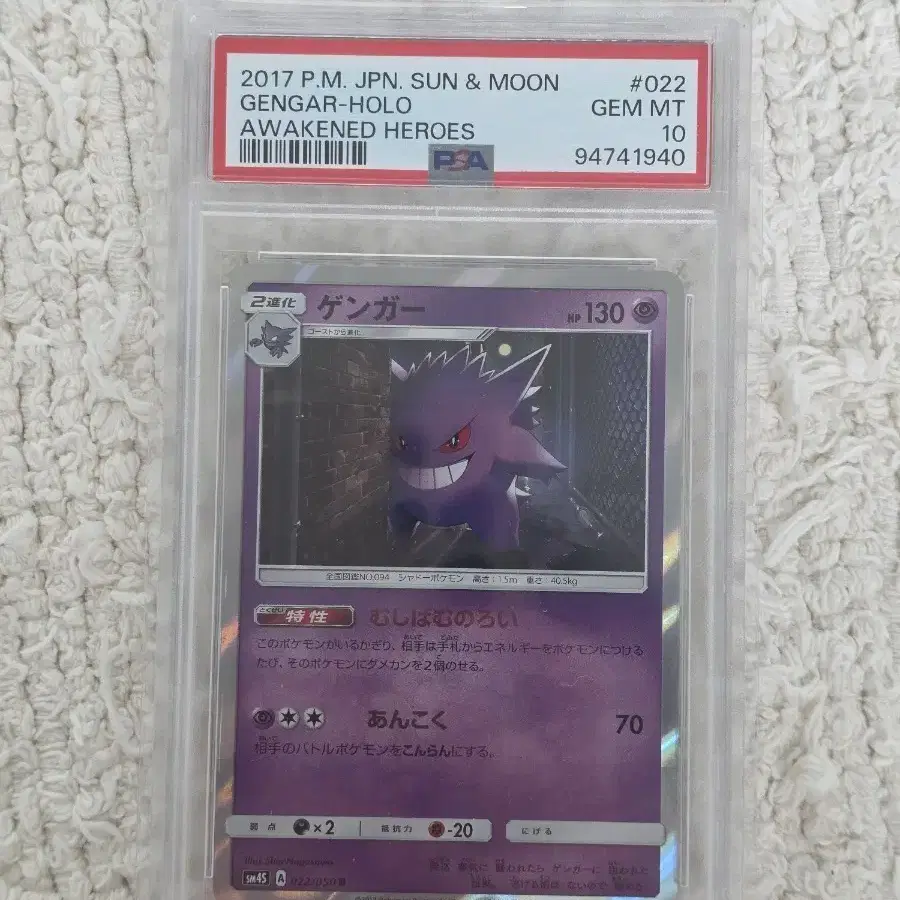 2017 P.M. JPN. SUN & MOON #022
GENGAR-HOLO GEM MT
AWAKENED HEROES 10
PSA 94741940
2進化 ゲンガー HP 130
ゴーストから進化
全国図鑑NO.094 シャドーポケモン 高さ:1.5m 重さ:40.5kg
とくせい
特性 むしばむのろい
このポケモンがいるかぎり、相手は手札からエネルギーをポケモンにつける
たび、そのポケモンにダメカンを2個のせる。
あんこく 70
相手のバトルポケモンをこんらんにする。
弱点 ×2 抵抗力 -20 にげる
SM4S A 022/050 R